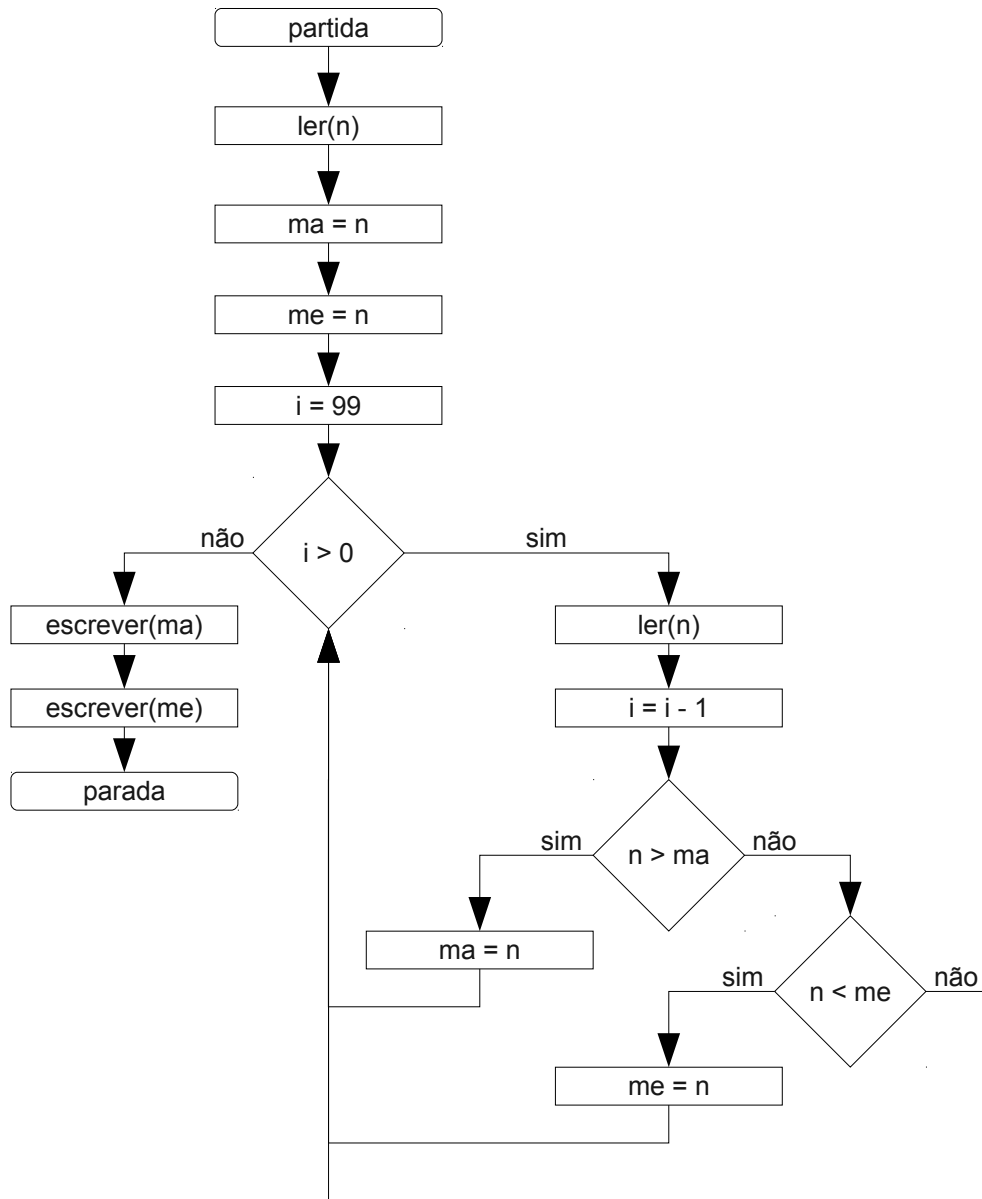 partida
ler(n)
ma = n
me = n
i = 99
i > 0
não
sim
escrever(ma)
escrever(me)
parada
ler(n)
i = i - 1
n > ma
sim
não
ma = n
n < me
sim
não
me = n